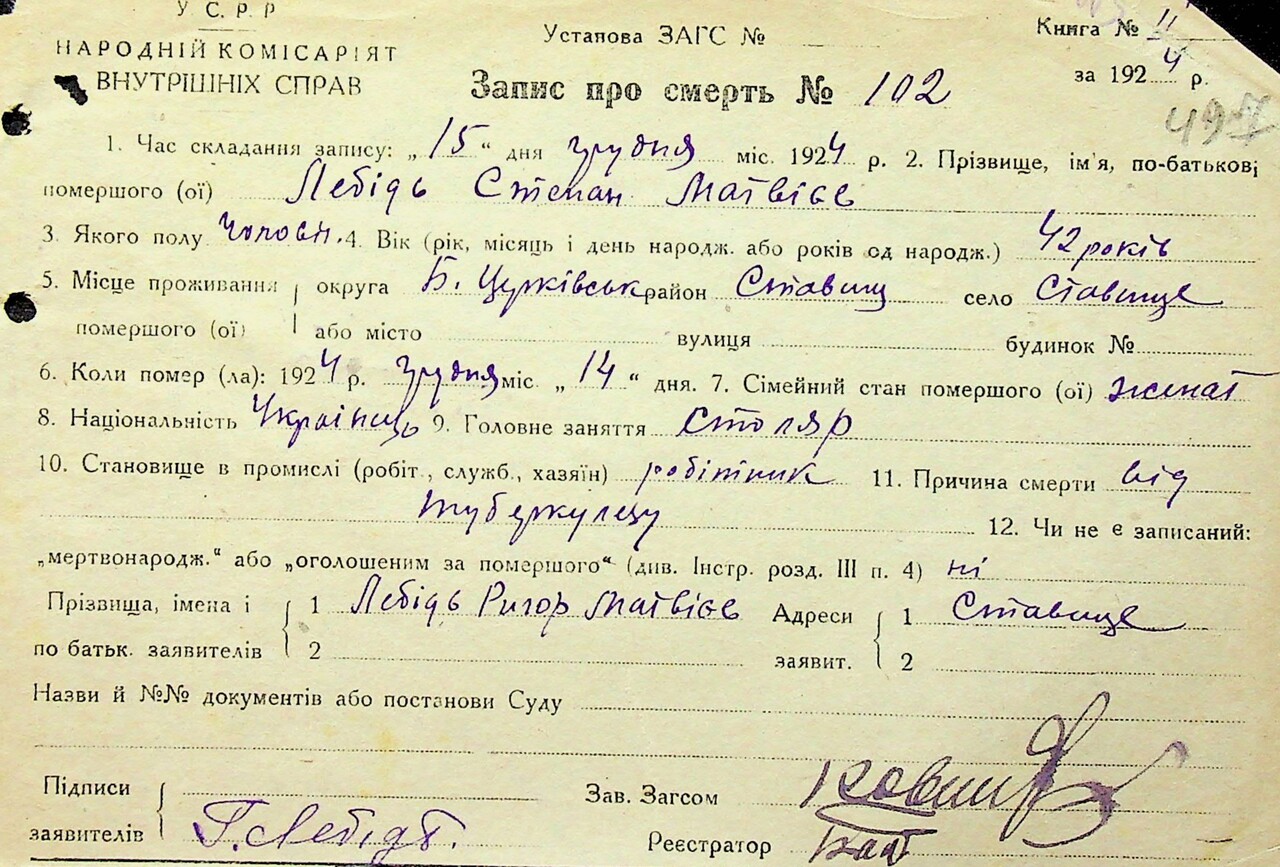 У С. Р. Р
НАРОДНІЙ КОМІСАРІЯТ
ВНУТРІШНІХ СПРАВ
Установа ЗАГС №
Книга № 11
за 1924 р.
Запис про смерть № 102
497
1. Час складання запису: „15“ дня грудня міс. 1924 р. 2. Прізвище, ім'я, по-батькові
помершого (ої) Лебідь Степан Матвієв
3. Якого полу чоловіч. 4. Вік (рік, місяць і день народж. або років од народж.) 42 років
5. Місце проживання округа Б. Церківськ район Ставищ село Ставище
помершого (ої) або місто вулиця будинок №
6. Коли помер (ла): 1924 р. грудня міс „14“ дня. 7. Сімейний стан помершого (ої) женат
8. Національність Українець 9. Головне заняття Столяр
10. Становище в промислі (робіт., служб., хазяїн) робітник 11. Причина смерти від
туберкулезу 12. Чи не є записаний:
„мертвонародж.“ або „оголошеним за помершого“ (див. Інстр. розд. III п. 4) ні
Прізвища, імена і 1 Лебідь Ригор Матвієв Адреси 1 Ставище
по батьк. заявителів 2 заявит. 2
Назви й №№ документів або постанови Суду
Підписи
заявителів Г. Лебідь.
Зав. Загсом
Реєстратор